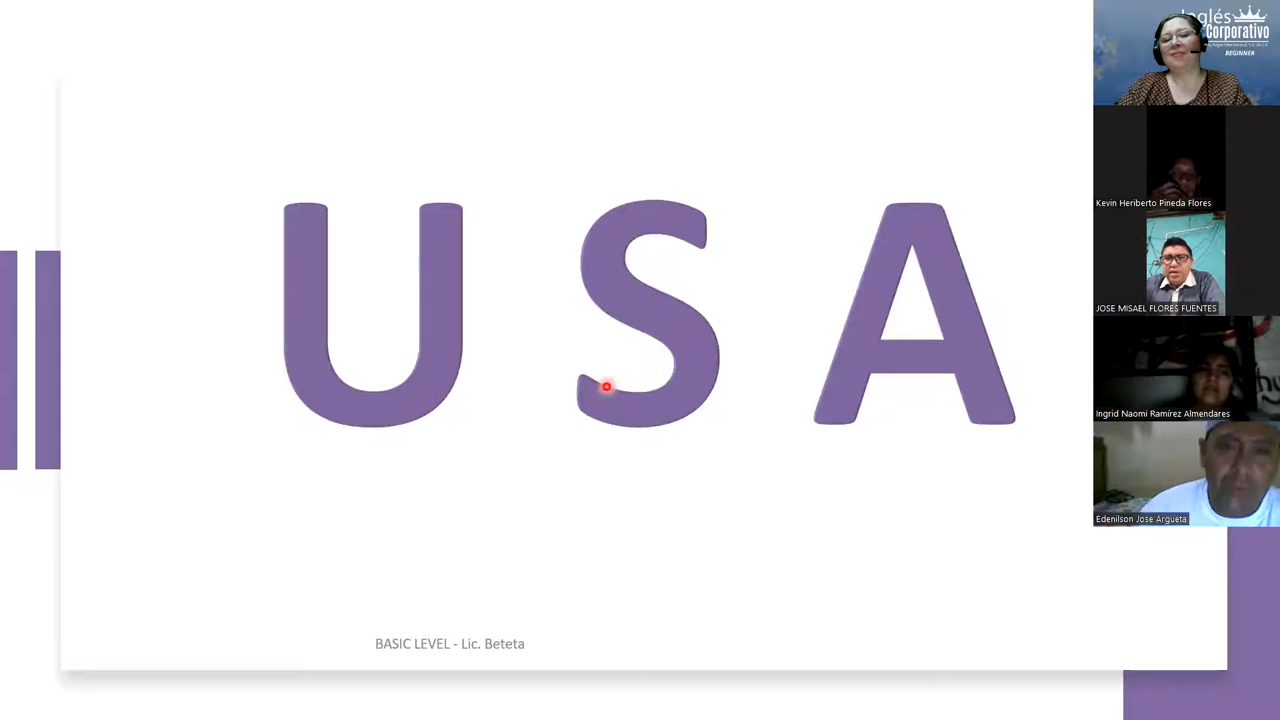 U S A
BASIC LEVEL - Lic. Beteta
Inglés
Corporativo
BEGINNER
Kevin Heriberto Pineda Flores
JOSE MISAEL FLORES FUENTES
Ingrid Naomi Ramírez Almendares
Edenilson Jose Argueta